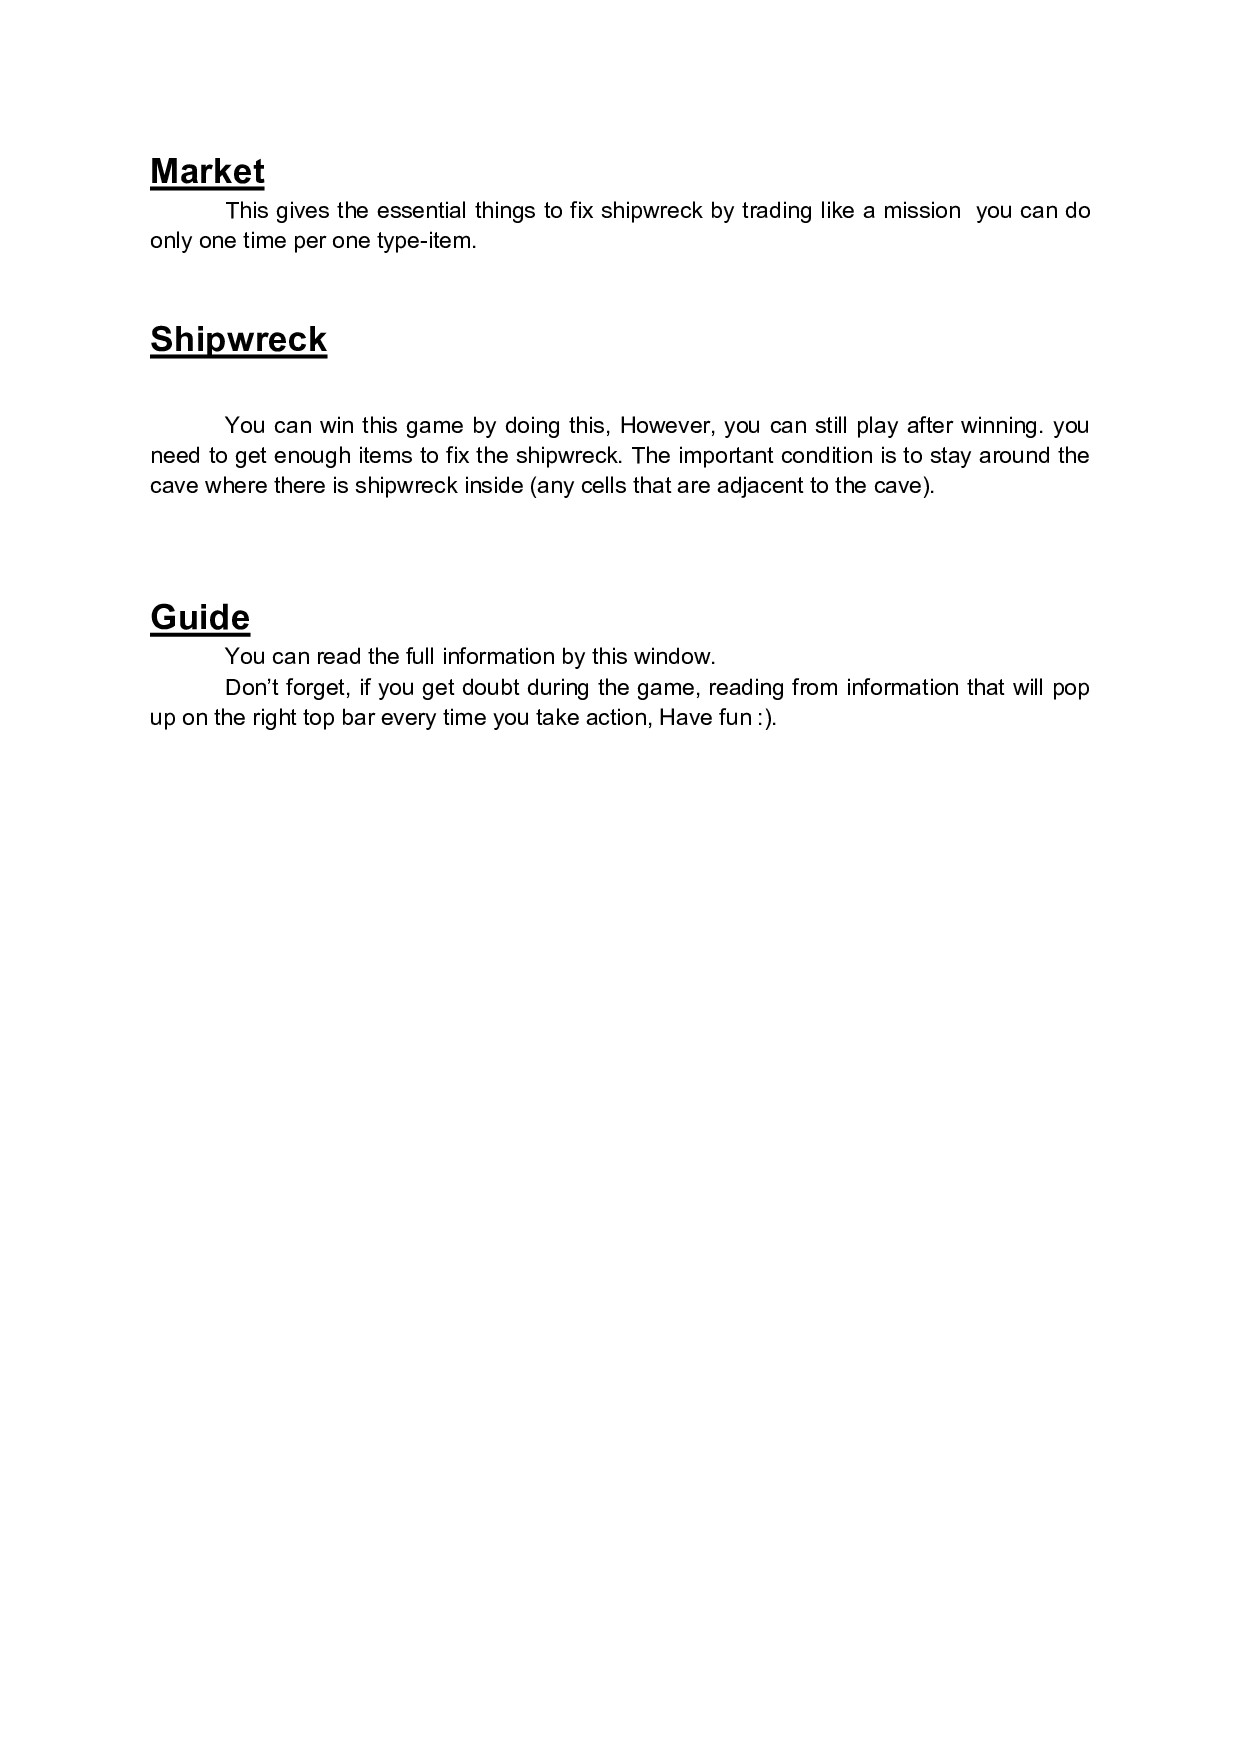 Market
This gives the essential things to fix shipwreck by trading like a mission  you can do
only one time per one type-item.
Shipwreck
You can win this game by doing this, However, you can still play after winning. you
need to get enough items to fix the shipwreck. The important condition is to stay around the
cave where there is shipwreck inside (any cells that are adjacent to the cave).
Guide
You can read the full information by this window.
Don’t forget, if you get doubt during the game, reading from information that will pop
up on the right top bar every time you take action, Have fun :).